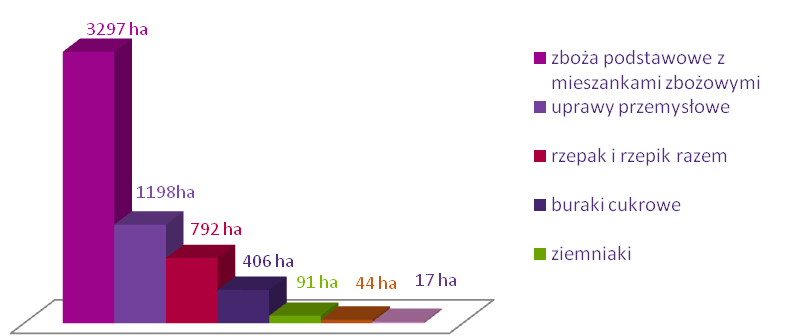 3297 ha
1198ha
792 ha
406 ha
91 ha
44 ha
17 ha
zboża podstawowe z
mieszankami zbożowymi
uprawy przemysłowe
rzepak i rzepik razem
buraki cukrowe
ziemniaki